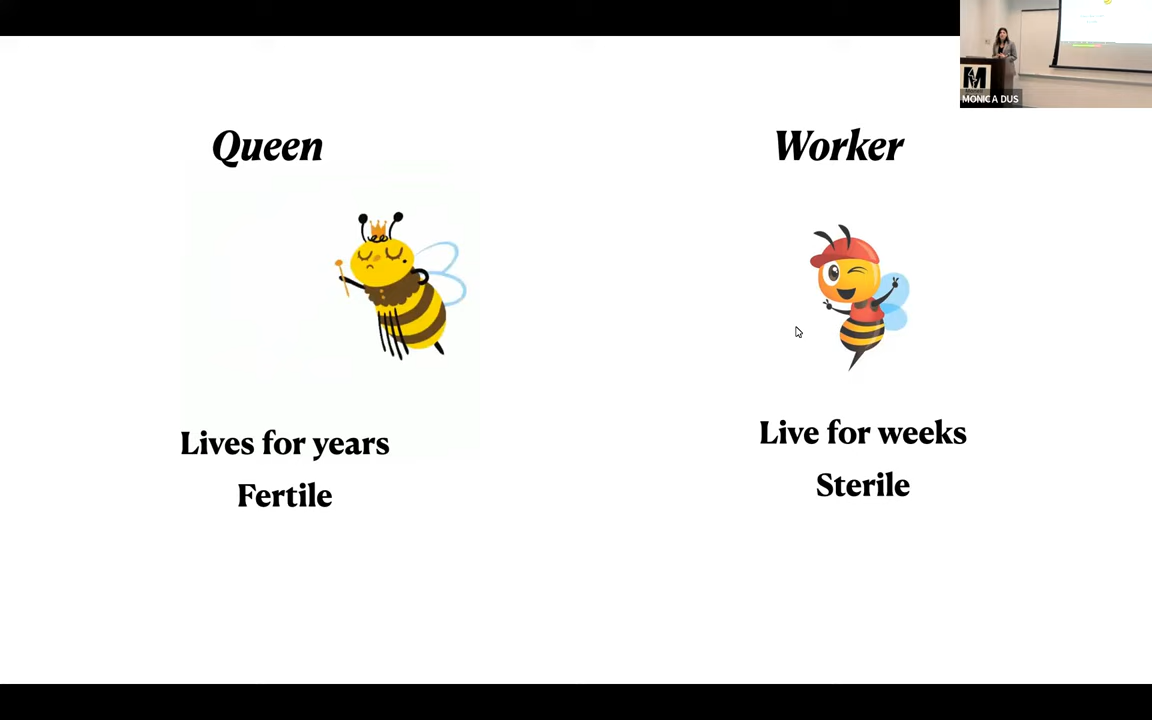 Queen
Worker
Lives for years
Fertile
Live for weeks
Sterile
M
MONICA DUS